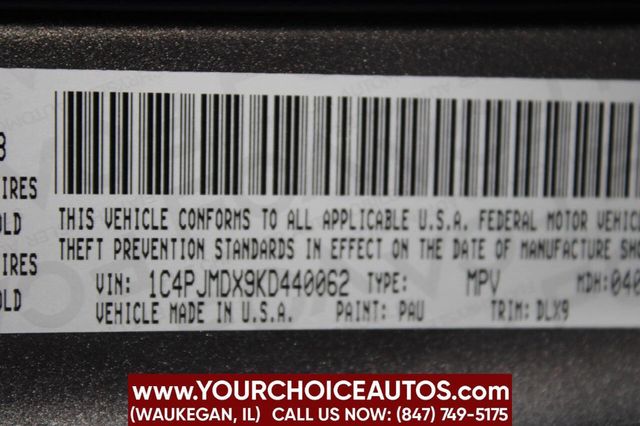 8
IRES
OLD
IRES
OLD
THIS VEHICLE CONFORMS TO ALL APPLICABLE U.S.A. FEDERAL MOTOR VEHIC
THEFT PREVENTION STANDARDS IN EFFECT ON THE DATE OF MANUFACTURE SHO
VIN: 1C4PJMDX9KD440062 TYPE: MPV MDH:040
VEHICLE MADE IN U.S.A. PAINT: PAU TRIM: DLX9
WWW.YOURCHOICEAUTOS.COM
(WAUKEGAN, IL) CALL US NOW: (847) 749-5175